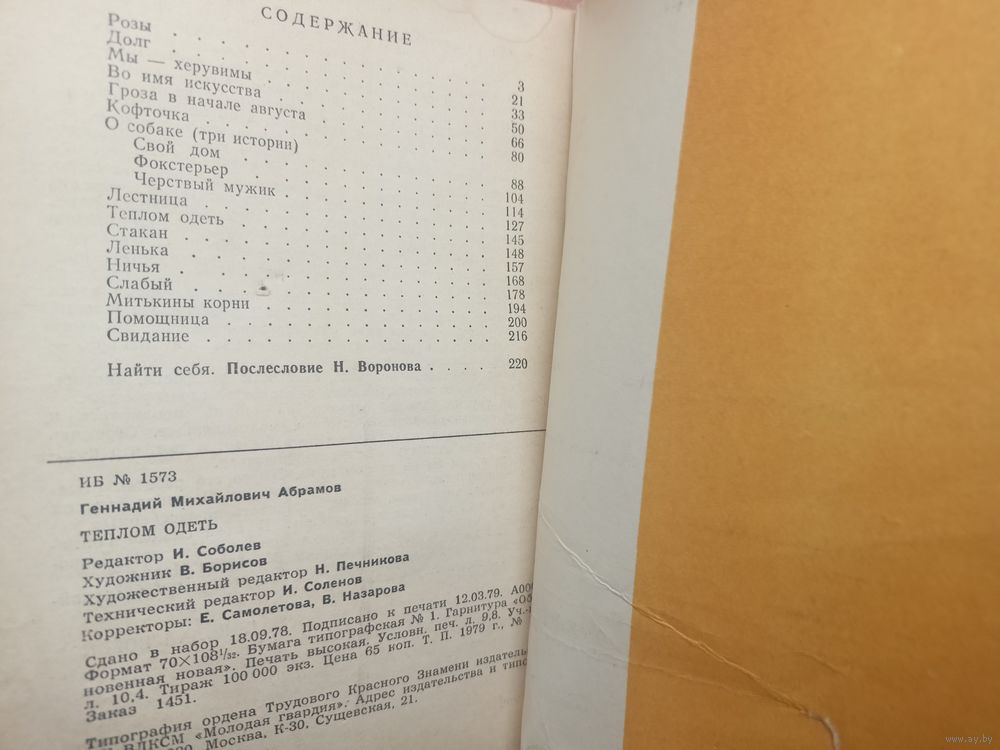 СОДЕРЖАНИЕ
Розы . . . . . . . . . . . . 3
Долг . . . . . . . . . . . . 21
Мы — херувимы . . . . . . . . . 33
Во имя искусства . . . . . . . . 50
Гроза в начале августа . . . . . . . 66
Кофточка . . . . . . . . . . . 80
О собаке (три истории)
Свой дом . . . . . . . . . . 88
Фокстерьер . . . . . . . . . . 104
Черствый мужик . . . . . . . . 114
Лестница . . . . . . . . . . . 127
Теплом одеть . . . . . . . . . . 145
Стакан . . . . . . . . . . . . 148
Ленька . . . . . . . . . . . . 157
Ничья . . . . . . . . . . . . 168
Слабый . . . . . . . . . . . . 178
Митькины корни . . . . . . . . . 194
Помощница . . . . . . . . . . . 200
Свидание . . . . . . . . . . . 216
Найти себя. Послесловие Н. Воронова . . . . 220
ИБ № 1573
Геннадий Михайлович Абрамов
ТЕПЛОМ ОДЕТЬ
Редактор И. Соболев
Художник В. Борисов
Художественный редактор Н. Печникова
Технический редактор И. Соленов
Корректоры: Е. Самолетова, В. Назарова
Сдано в набор 18.09.78. Подписано к печати 12.03.79. А00
Формат 70×108¹/₃₂. Бумага типографская № 1. Гарнитура «Об
новенная новая». Печать высокая. Условн. печ. л. 9,8. Уч.-
л. 10,4. Тираж 100 000 экз. Цена 65 коп. Т. П. 1979 г., №
Заказ 1451.
Типография ордена Трудового Красного Знамени издатель
ВЛКСМ «Молодая гвардия». Адрес издательства и типо
Москва, К-30, Сущевская, 21.
www.ay.by